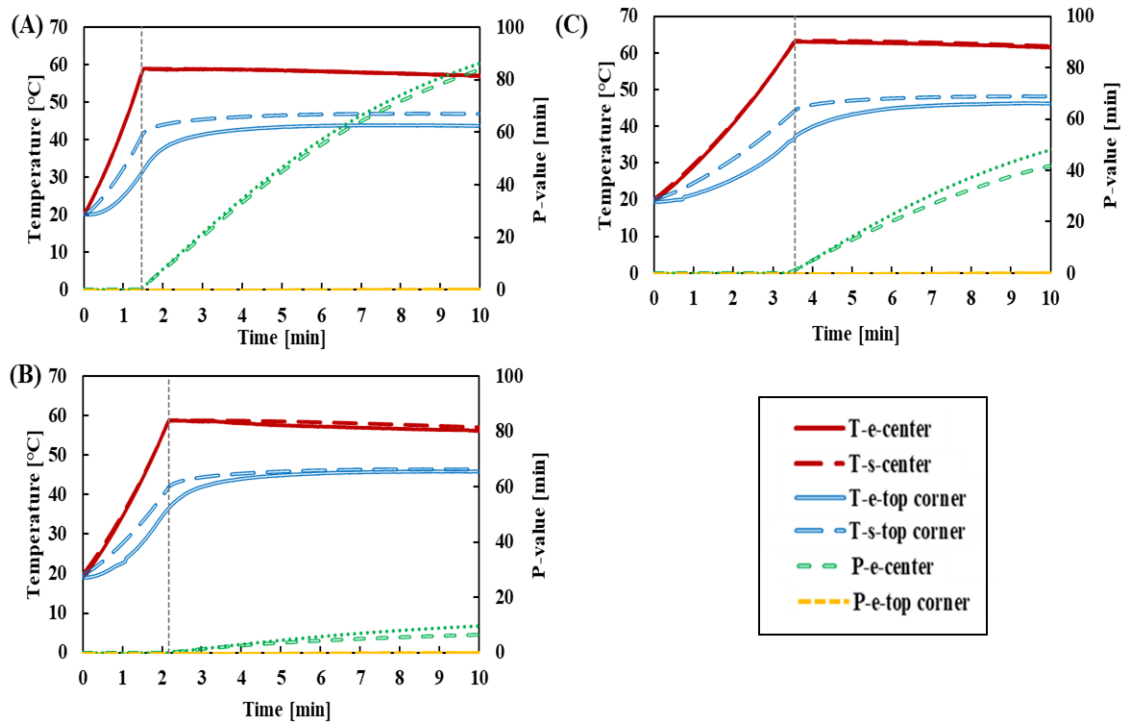 (A)
70
60
50
40
30
20
10
0
Temperature [°C]
100
80
60
40
20
0
P-value [min]
0 1 2 3 4 5 6 7 8 9 10
Time [min]
(C)
70
60
50
40
30
20
10
0
Temperature [°C]
100
80
60
40
20
0
P-value [min]
0 1 2 3 4 5 6 7 8 9 10
Time [min]
(B)
70
60
50
40
30
20
10
0
Temperature [°C]
100
80
60
40
20
0
P-value [min]
0 1 2 3 4 5 6 7 8 9 10
Time [min]
T-e-center
T-s-center
T-e-top corner
T-s-top corner
P-e-center
P-e-top corner